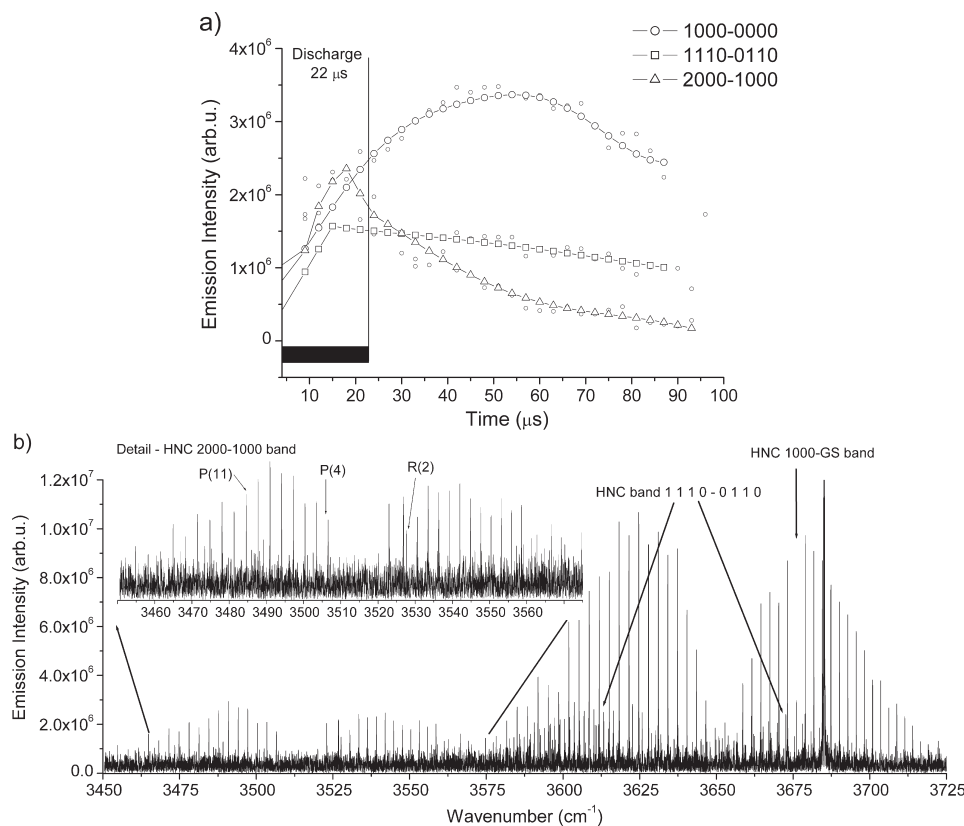 a)
1000-0000
1110-0110
2000-1000
Discharge
22 μs
4x10⁶
3x10⁶
2x10⁶
1x10⁶
0
Emission Intensity (arb.u.)
10 20 30 40 50 60 70 80 90 100
Time (μs)
b)
Detail - HNC 2000-1000 band
P(11)
P(4)
R(2)
HNC 1000-GS band
HNC band 1 1 1 0 - 0 1 1 0
3460 3470 3480 3490 3500 3510 3520 3530 3540 3550 3560
1.2x10⁷
1.0x10⁷
8.0x10⁶
6.0x10⁶
4.0x10⁶
2.0x10⁶
0.0
Emission Intensity (arb.u.)
3450 3475 3500 3525 3550 3575 3600 3625 3650 3675 3700 3725
Wavenumber (cm⁻¹)